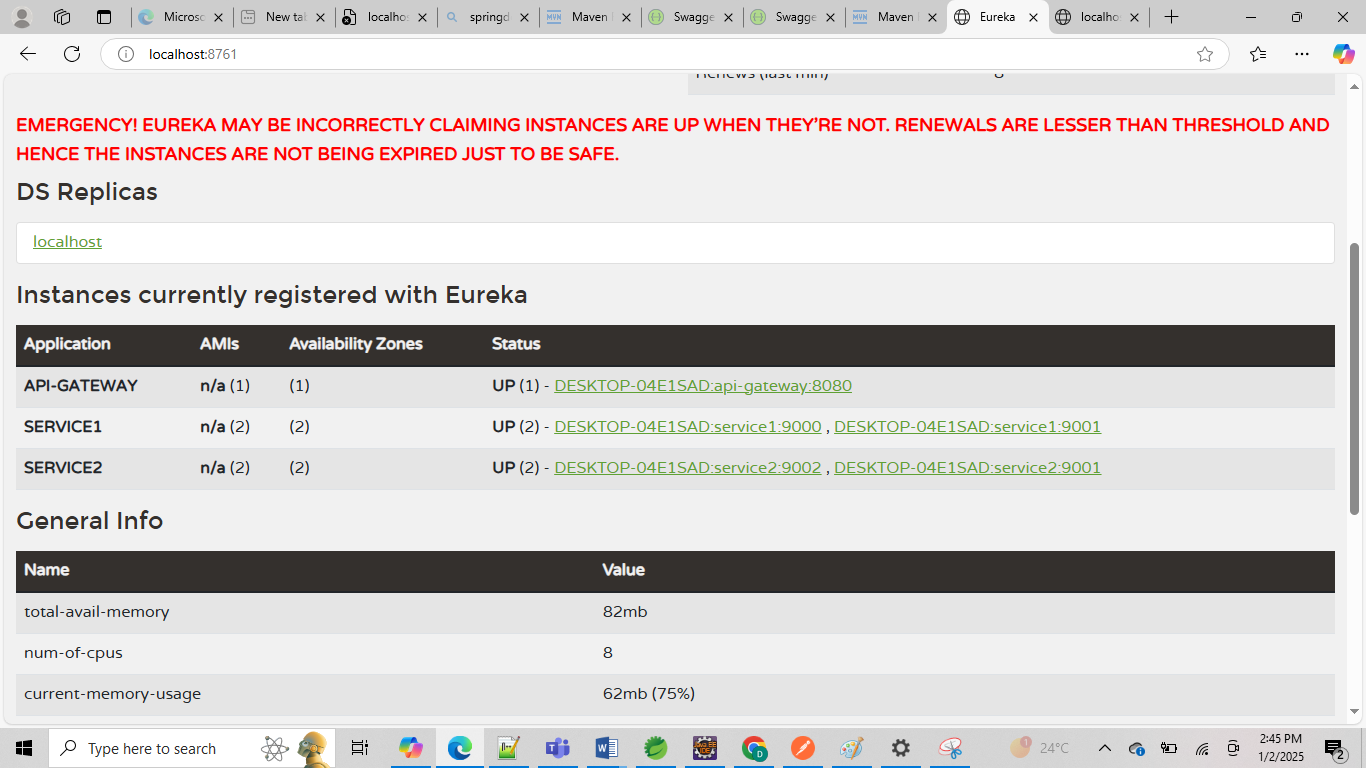 Microsc
New tab
localhos
springd
Maven
Swagge
Swagge
Maven
Eureka
localho
localhost:8761
Renews (last min) 8
EMERGENCY! EUREKA MAY BE INCORRECTLY CLAIMING INSTANCES ARE UP WHEN THEY'RE NOT. RENEWALS ARE LESSER THAN THRESHOLD AND
HENCE THE INSTANCES ARE NOT BEING EXPIRED JUST TO BE SAFE.
DS Replicas
localhost
Instances currently registered with Eureka
Application AMIs Availability Zones Status
API-GATEWAY n/a (1) (1) UP (1) - DESKTOP-04E1SAD:api-gateway:8080
SERVICE1 n/a (2) (2) UP (2) - DESKTOP-04E1SAD:service1:9000 , DESKTOP-04E1SAD:service1:9001
SERVICE2 n/a (2) (2) UP (2) - DESKTOP-04E1SAD:service2:9002 , DESKTOP-04E1SAD:service2:9001
General Info
Name Value
total-avail-memory 82mb
num-of-cpus 8
current-memory-usage 62mb (75%)
Type here to search
24°C
2:45 PM
1/2/2025
2